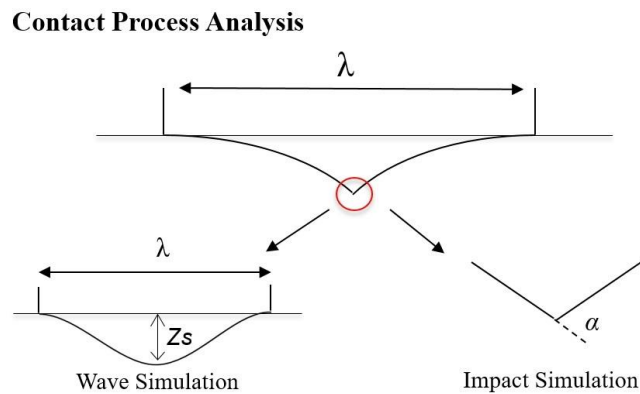 Contact Process Analysis
λ
λ
Zs
α
Wave Simulation
Impact Simulation